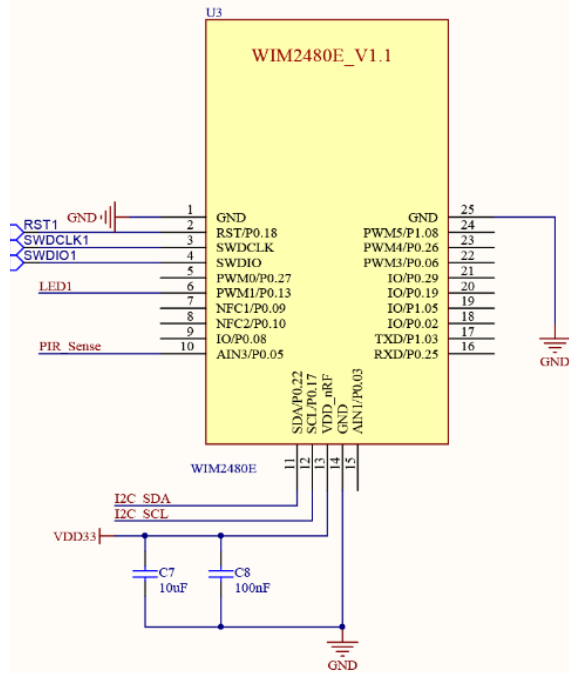 U3
WIM2480E_V1.1
GND 1 GND
RST1 2 RST/P0.18
SWDCLK1 3 SWDCLK
SWDIO1 4 SWDIO
5 PWM0/P0.27
LED1 6 PWM1/P0.13
7 NFC1/P0.09
8 NFC2/P0.10
9 IO/P0.08
PIR_Sense 10 AIN3/P0.05
GND 25
PWM5/P1.08 24
PWM4/P0.26 23
PWM3/P0.06 22
IO/P0.29 21
IO/P0.19 20
IO/P1.05 19
IO/P0.02 18
TXD/P1.03 17
RXD/P0.25 16
GND
SDA/P0.22 11
SCL/P0.17 12
VDD_nRF 13
GND 14
AIN1/P0.03 15
WIM2480E
I2C_SDA
I2C_SCL
VDD33
C7
10uF
C8
100nF
GND